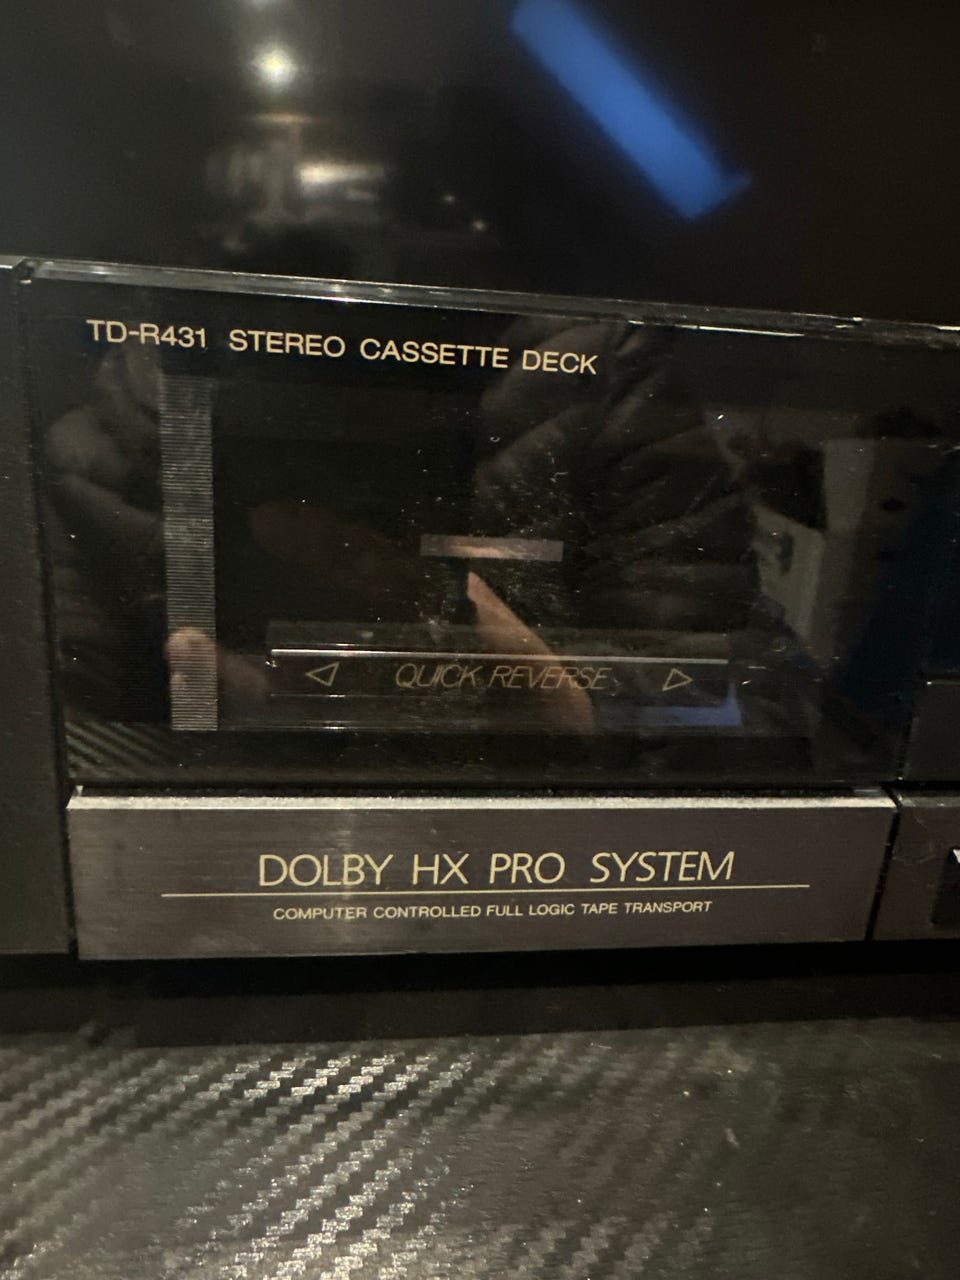 TD-R431 STEREO CASSETTE DECK
QUICK REVERSE
DOLBY HX PRO SYSTEM
COMPUTER CONTROLLED FULL LOGIC TAPE TRANSPORT